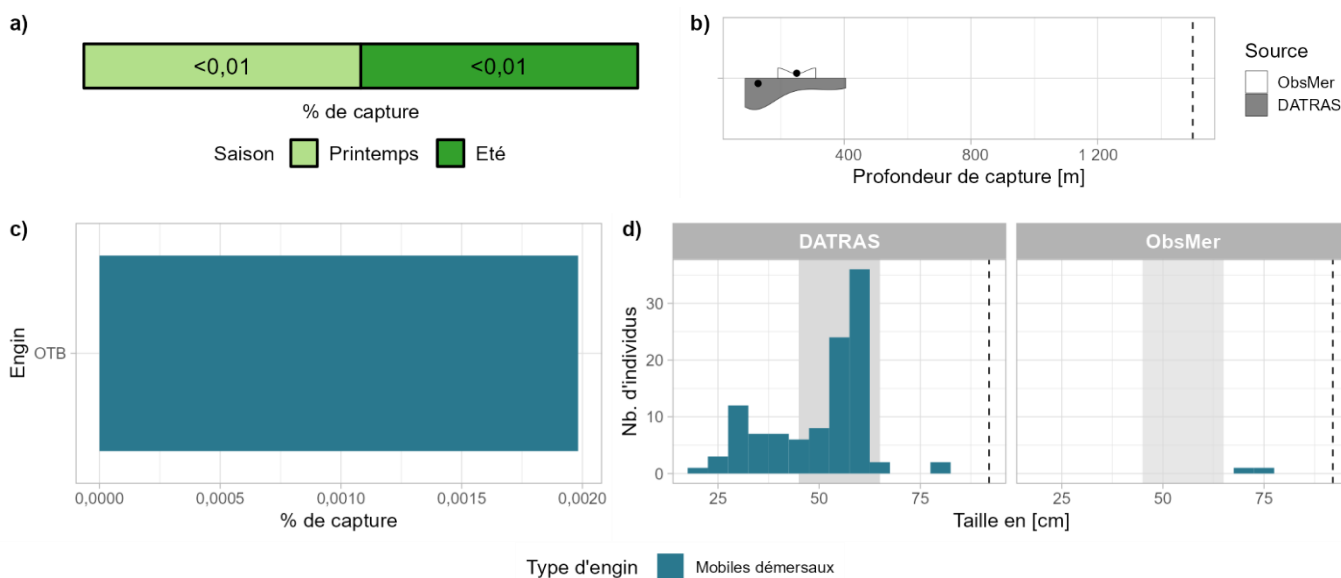 a)
<0,01 <0,01
% de capture
Saison Printemps Eté
b)
400 800 1 200
Profondeur de capture [m]
Source
ObsMer
DATRAS
c)
Engin
OTB
0,0000 0,0005 0,0010 0,0015 0,0020
% de capture
d)
DATRAS ObsMer
Nb. d'individus
30
20
10
0
25 50 75 25 50 75
Taille en [cm]
Type d'engin Mobiles démersaux